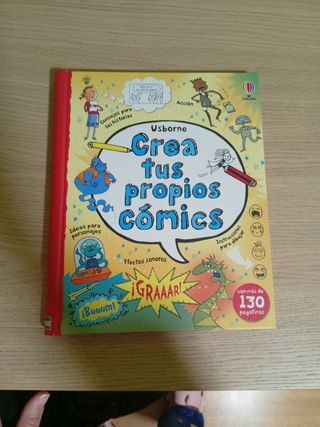 Consejos para
las historias
Acción
Usborne
Crea
tus
propios
cómics
Ideas para
personajes
Instrucciones
para dibujar
Efectos sonoros
¡GRAAAR!
¡Buuum!
con más de
130
pegatinas